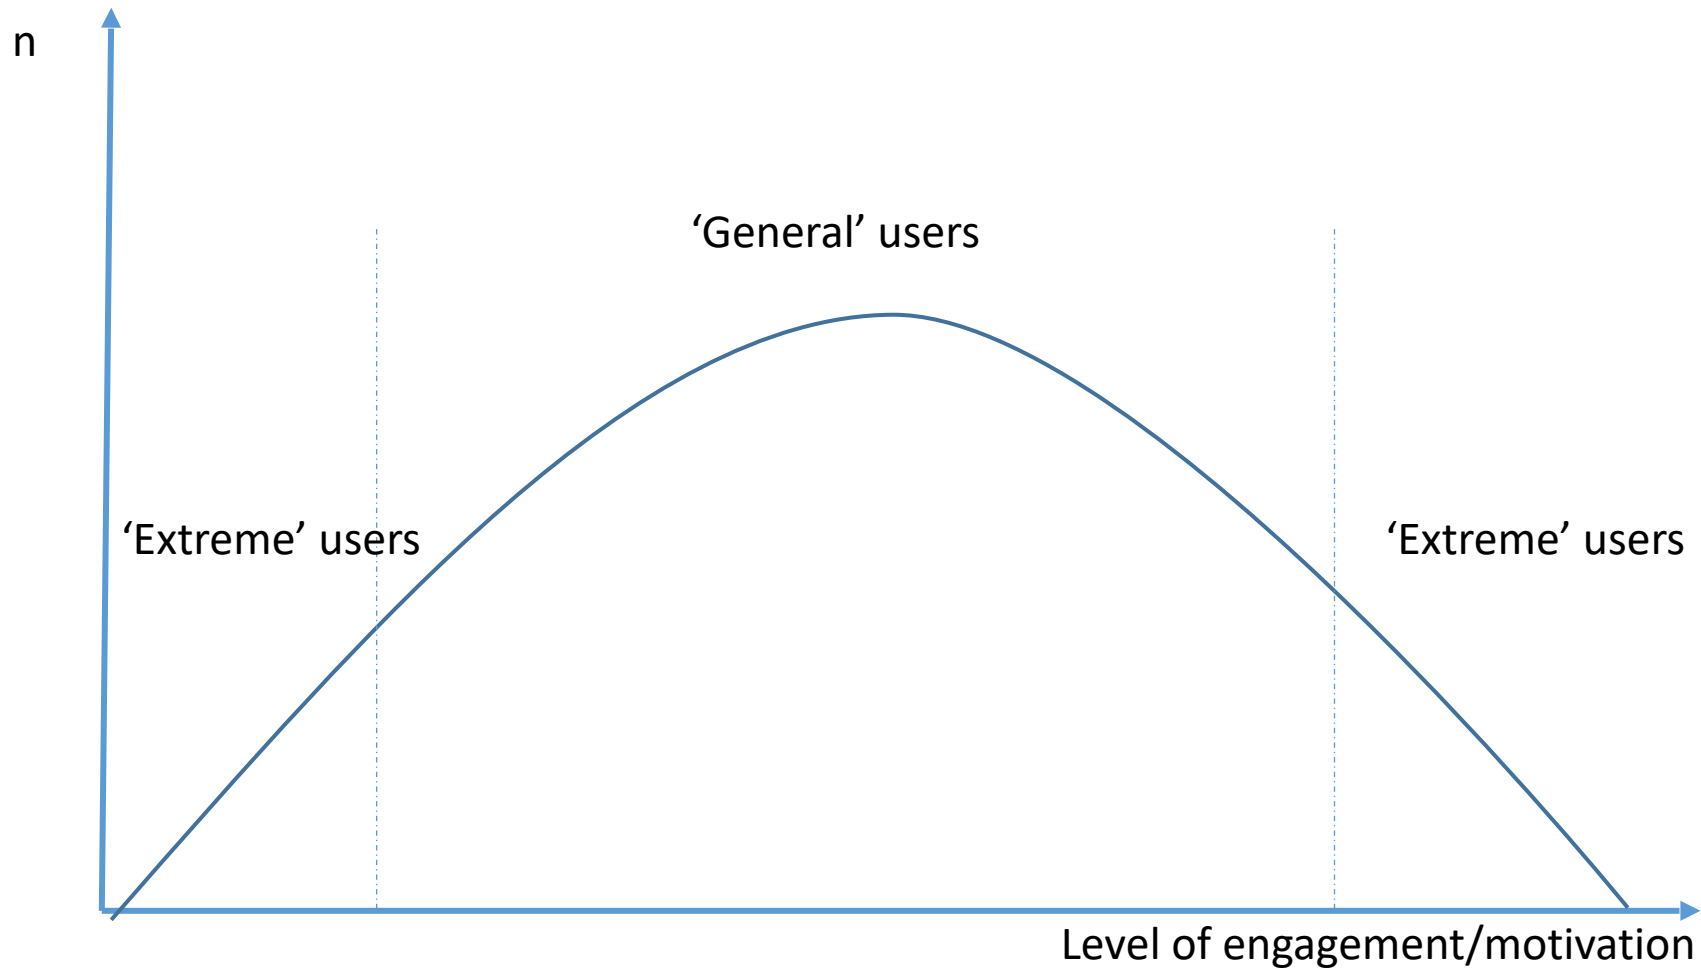 n
‘General’ users
‘Extreme’ users
‘Extreme’ users
Level of engagement/motivation